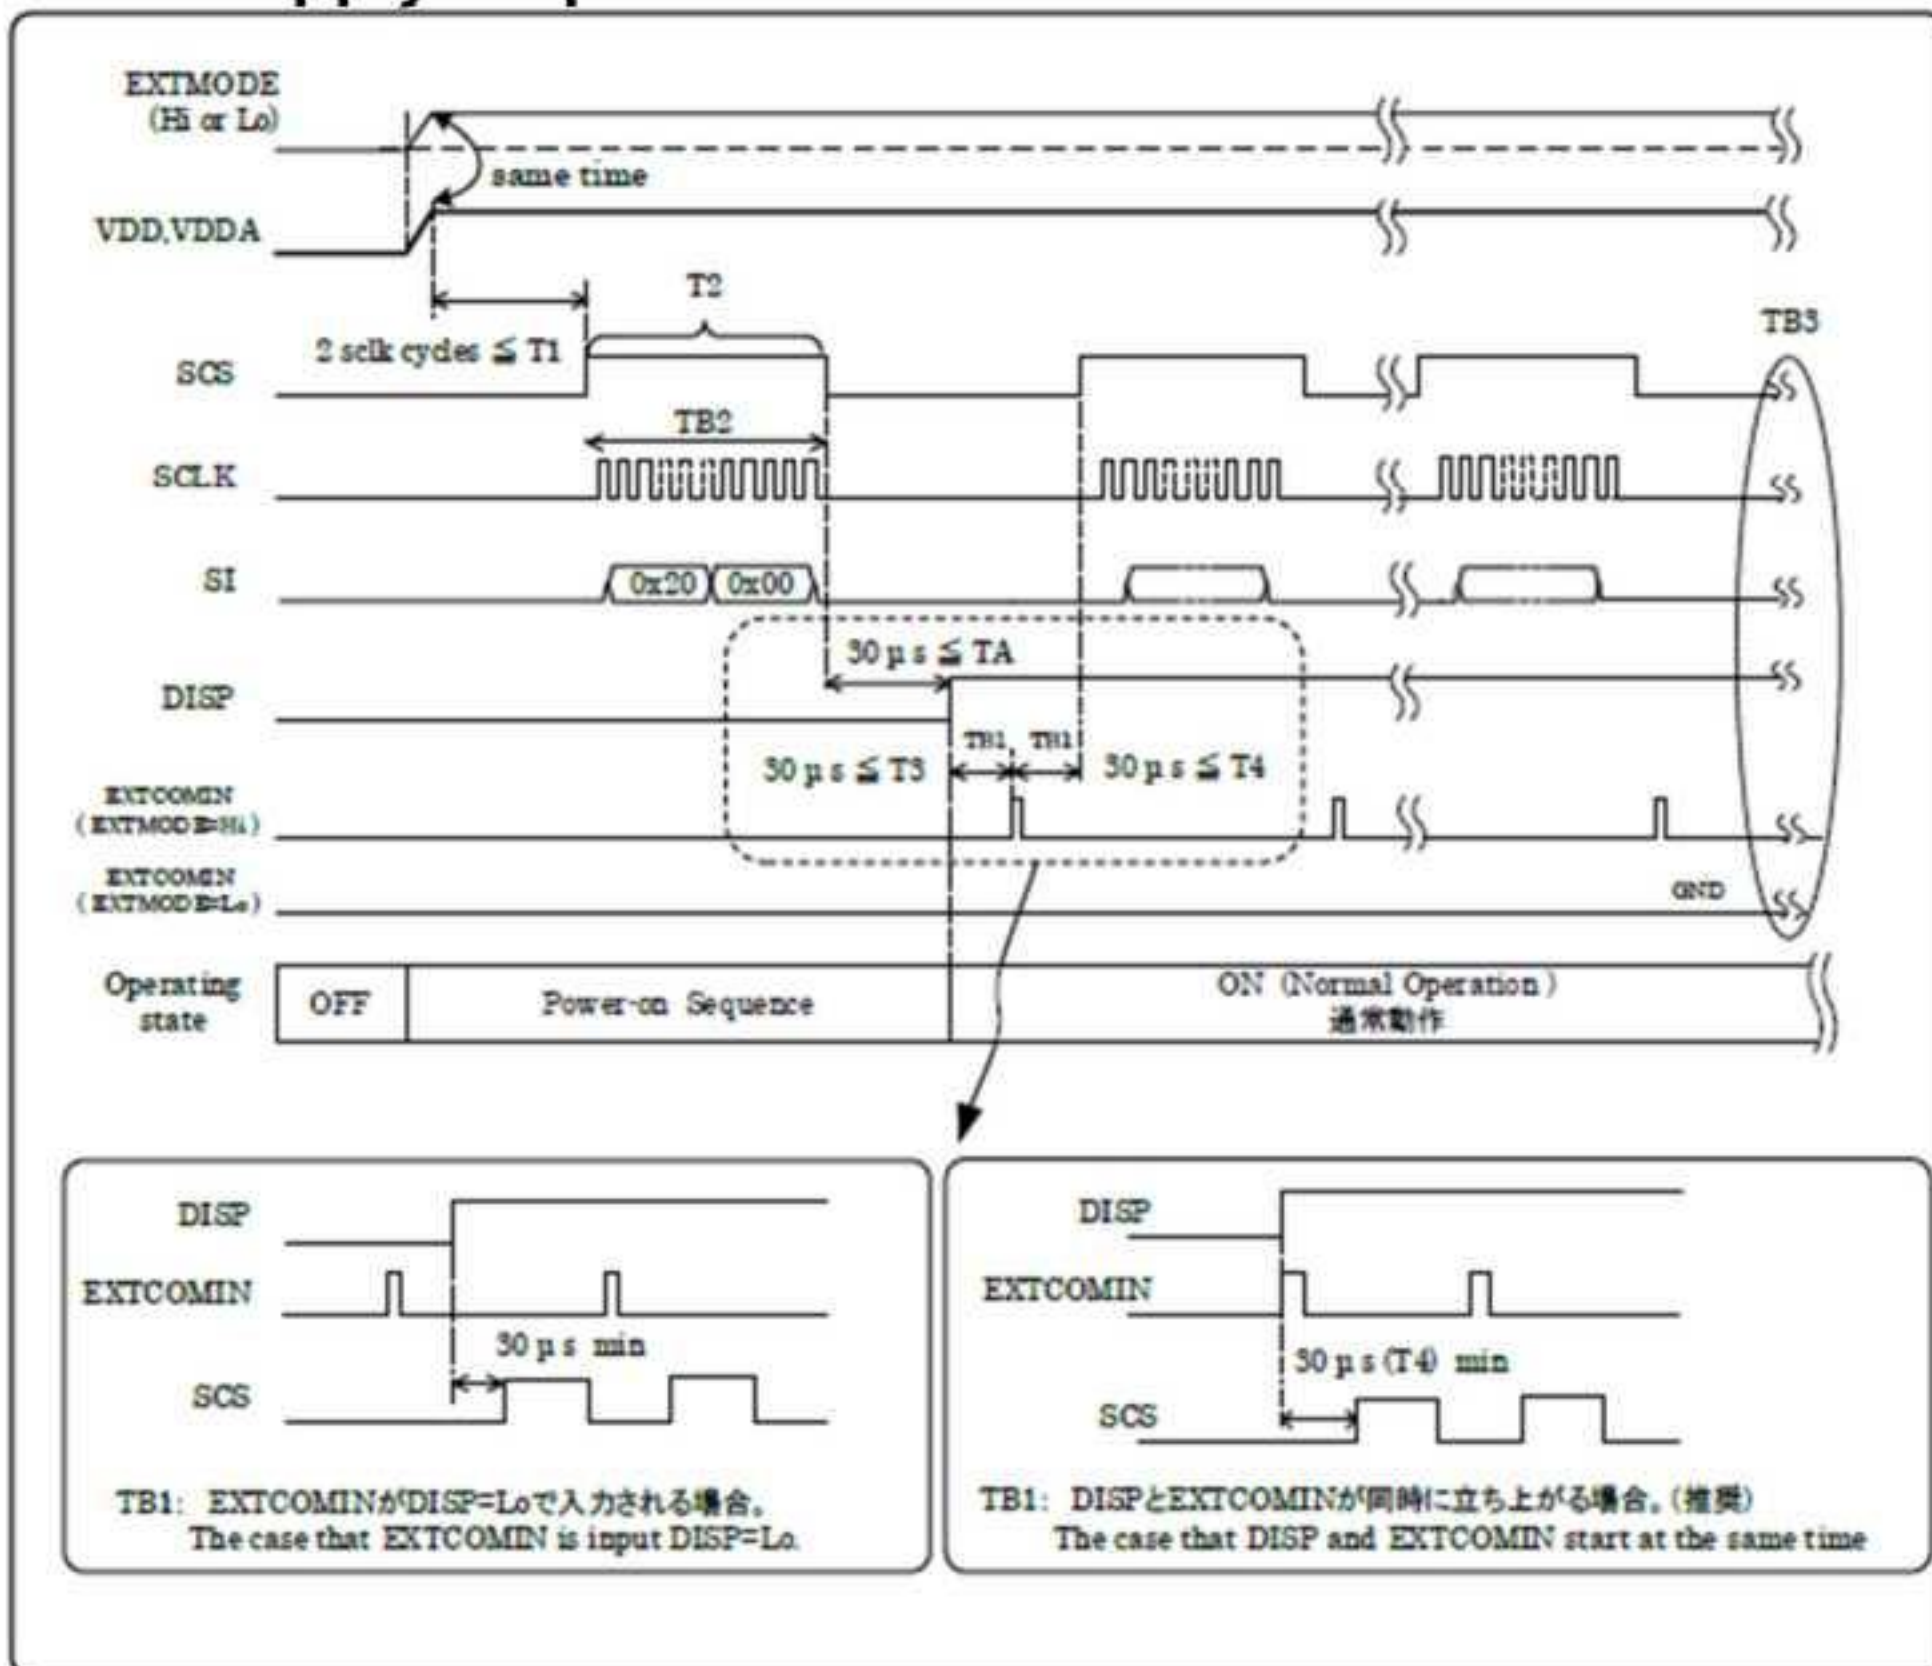 EXTMODE
(Hi or Lo)
same time
VDD,VDDA
T2
TB3
2 sclk cycles ≦ T1
SCS
TB2
SCLK
SI
0x20 0x00
30 μs ≦ TA
DISP
TB1 TB1
30 μs ≦ T3
30 μs ≦ T4
EXTCOMIN
(EXTMODE=Hi)
EXTCOMIN
(EXTMODE=Lo)
GND
Operating
state
OFF
Power-on Sequence
ON (Normal Operation)
通常動作
DISP
EXTCOMIN
30 μs min
SCS
TB1: EXTCOMINがDISP=Loで入力される場合。
The case that EXTCOMIN is input DISP=Lo.
DISP
EXTCOMIN
30 μs(T4) min
SCS
TB1: DISPとEXTCOMINが同時に立ち上がる場合。(推奨)
The case that DISP and EXTCOMIN start at the same time